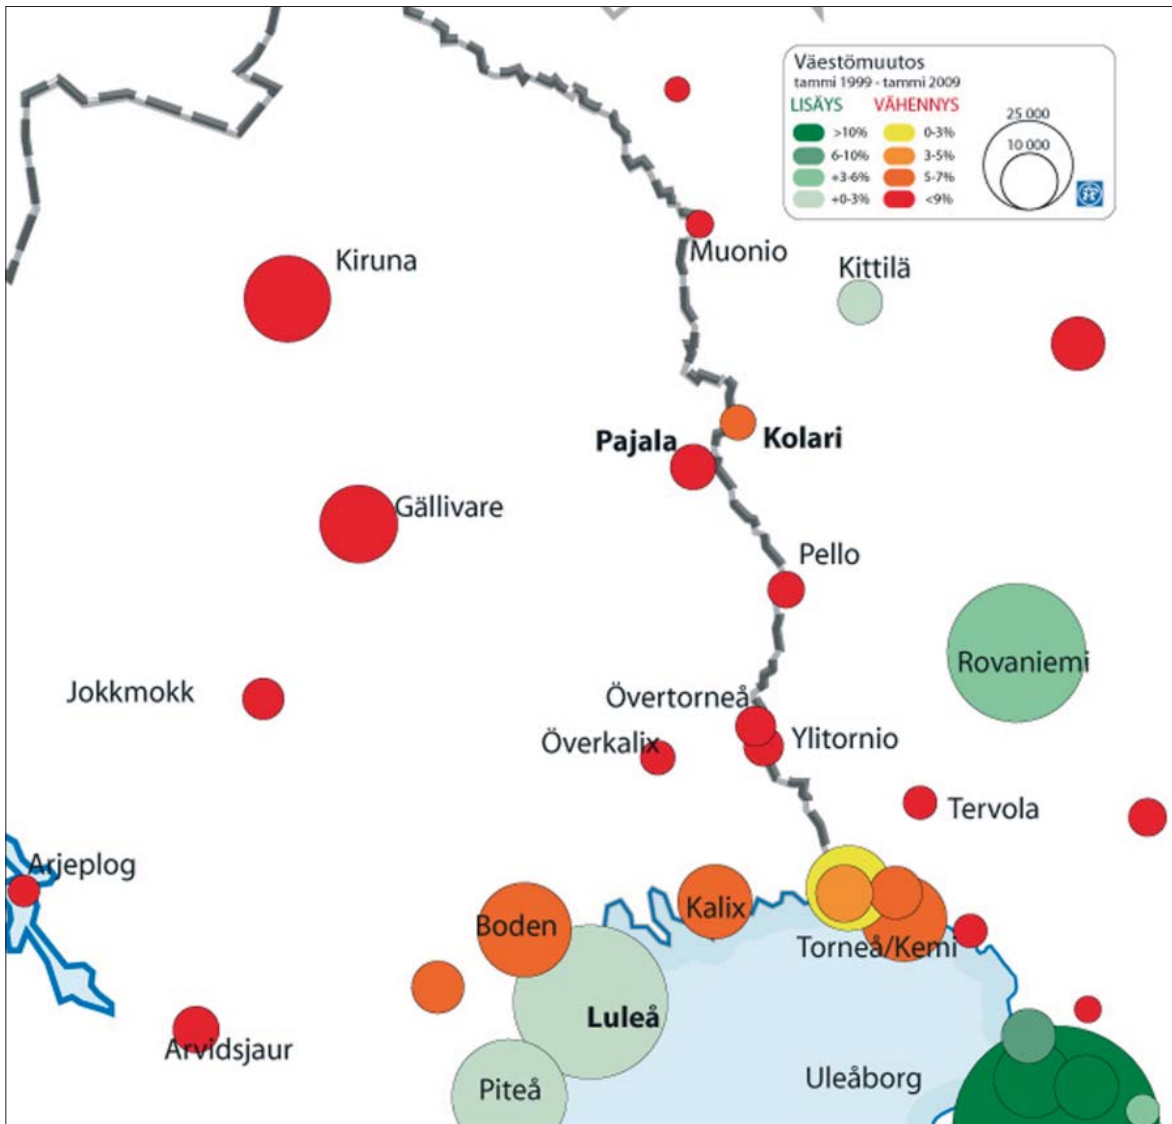 Väestömuutos
tammi 1999 - tammi 2009
LISÄYS VÄHENNYS
>10% 0-3%
6-10% 3-5%
+3-6% 5-7%
+0-3% <9%
25 000
10 000
Muonio
Kiruna
Kittilä
Pajala
Kolari
Gällivare
Pello
Rovaniemi
Jokkmokk
Övertorneå
Överkalix
Ylitornio
Tervola
Arjeplog
Kalix
Boden
Torneå/Kemi
Luleå
Arvidsjaur
Uleåborg
Piteå